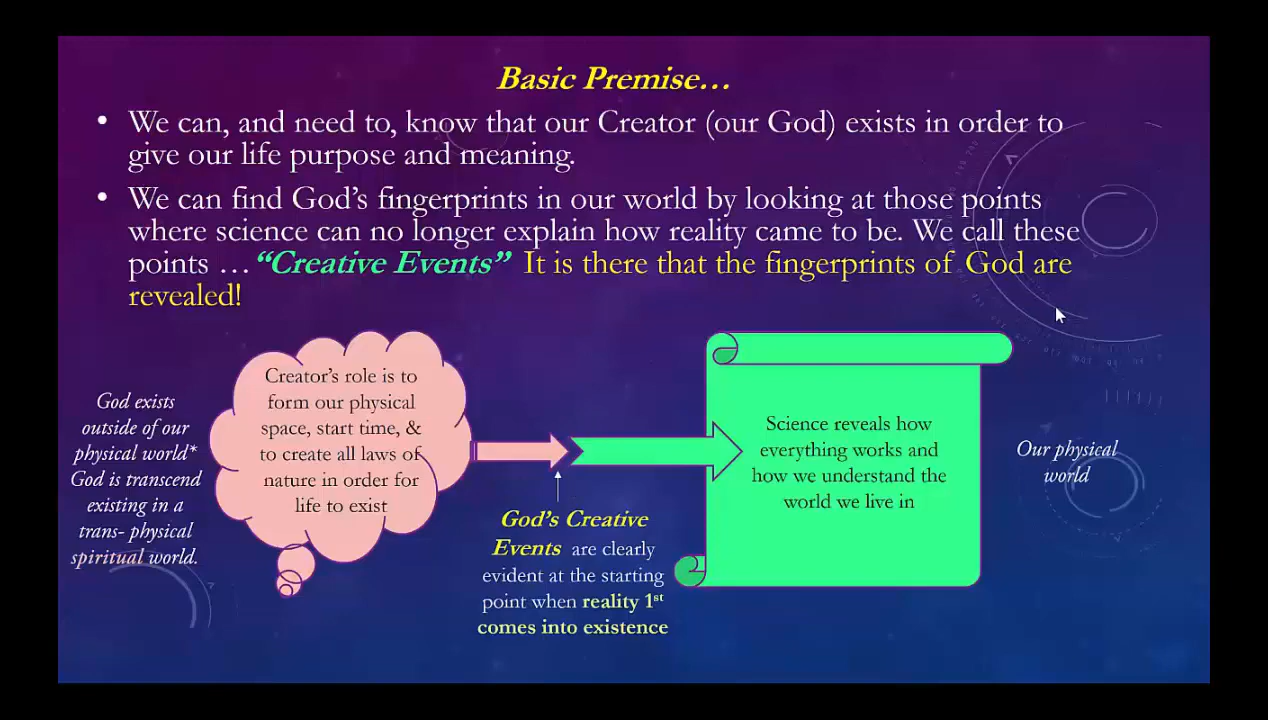 Basic Premise…
• We can, and need to, know that our Creator (our God) exists in order to
give our life purpose and meaning.
• We can find God's fingerprints in our world by looking at those points
where science can no longer explain how reality came to be. We call these
points …"Creative Events" It is there that the fingerprints of God are
revealed!
God exists
outside of our
physical world*
God is transcend
existing in a
trans- physical
spiritual world.
Creator's role is to
form our physical
space, start time, &
to create all laws of
nature in order for
life to exist
God's Creative
Events are clearly
evident at the starting
point when reality 1st
comes into existence
Science reveals how
everything works and
how we understand the
world we live in
Our physical
world